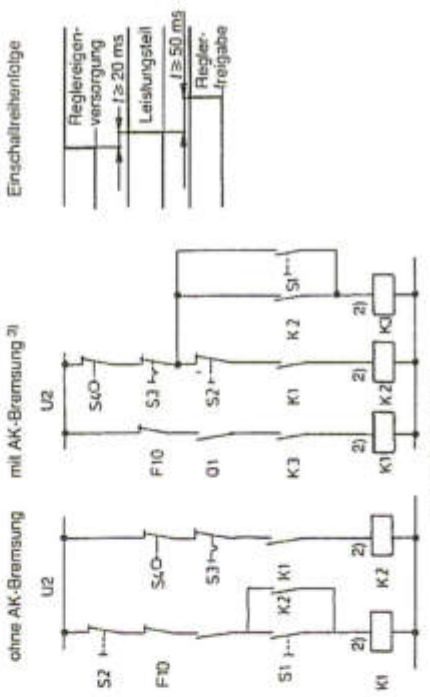 ohne AK-Bremsung
U2
S2
F10
S1
K2
2)
K1
S4
S3
K1
2)
K2
mit AK-Bremsung 3)
U2
F10
Q1
K3
2)
K1
S4
S3
S2
K1
2)
K2
K2
S1
2)
K3
Einschaltreihenfolge
Reglereigen-
versorgung
t ≥ 20 ms
Leistungsteil
t ≥ 50 ms
Regler-
freigabe